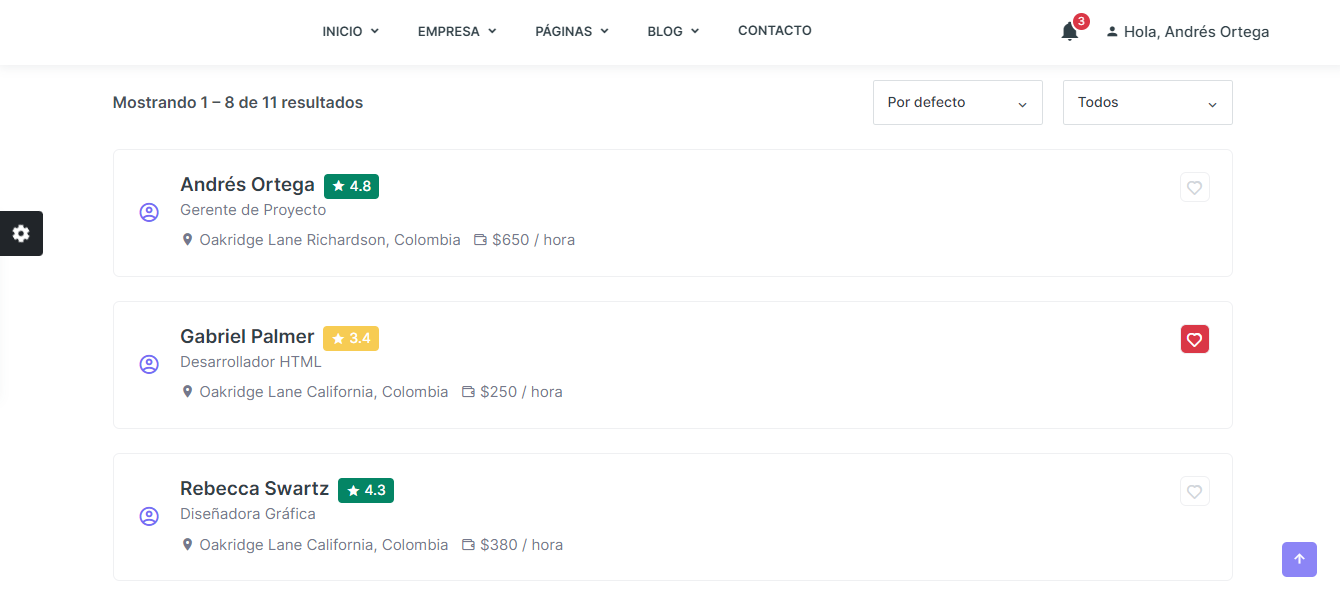 INICIO EMPRESA PÁGINAS BLOG CONTACTO 3 Hola, Andrés Ortega
Mostrando 1 – 8 de 11 resultados Por defecto Todos
Andrés Ortega 4.8
Gerente de Proyecto
Oakridge Lane Richardson, Colombia $650 / hora
Gabriel Palmer 3.4
Desarrollador HTML
Oakridge Lane California, Colombia $250 / hora
Rebecca Swartz 4.3
Diseñadora Gráfica
Oakridge Lane California, Colombia $380 / hora